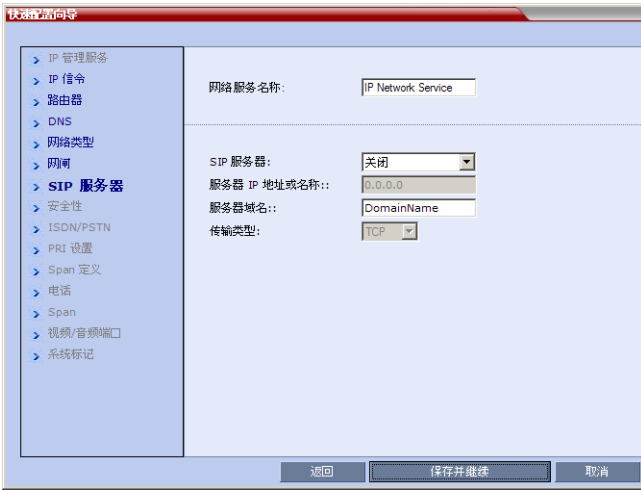 快速配置向导
IP 管理服务
IP 信令
路由器
DNS
网络类型
网闸
SIP 服务器
安全性
ISDN/PSTN
PRI 设置
Span 定义
电话
Span
视频/音频端口
系统标记
网络服务名称: IP Network Service
SIP 服务器: 关闭
服务器 IP 地址或名称:: 0.0.0.0
服务器域名:: DomainName
传输类型: TCP
返回 保存并继续 取消